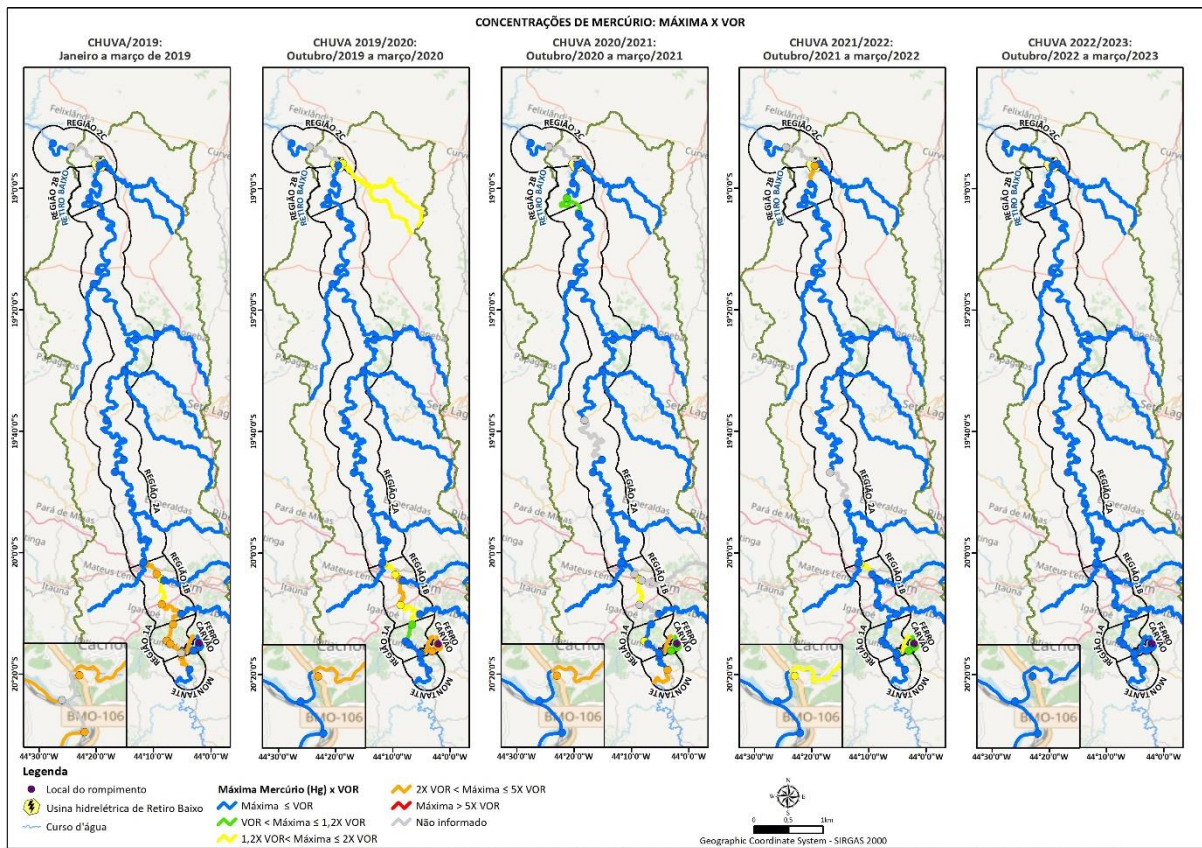 CONCENTRAÇÕES DE MERCÚRIO: MÁXIMA X VOR
CHUVA/2019:
Janeiro a março de 2019
CHUVA 2019/2020:
Outubro/2019 a março/2020
CHUVA 2020/2021:
Outubro/2020 a março/2021
CHUVA 2021/2022:
Outubro/2021 a março/2022
CHUVA 2022/2023:
Outubro/2022 a março/2023
Felixlândia
REGIÃO 2C
Curve
REGIÃO 2B
RETIRO BAIXO
Papagaios
Sete Lago
REGIÃO 2A
Esmeraldas
Pará de Minas
Mateus Lem
REGIÃO 1B
Itaúna
Igarapé
REGIÃO 1A
FERRO
CARVÃO
MONTANTE
BMO-106
19°0'0"S
19°20'0"S
19°40'0"S
20°0'0"S
20°20'0"S
44°30'0"W 44°20'0"W 44°10'0"W 44°0'0"W
Legenda
Local do rompimento
Usina hidrelétrica de Retiro Baixo
Curso d'água
Máxima Mercúrio (Hg) x VOR
Máxima ≤ VOR
VOR < Máxima ≤ 1,2X VOR
1,2X VOR< Máxima ≤ 2X VOR
2X VOR < Máxima ≤ 5X VOR
Máxima > 5X VOR
Não informado
N
W E
S
0 0,5 1km
Geographic Coordinate System - SIRGAS 2000